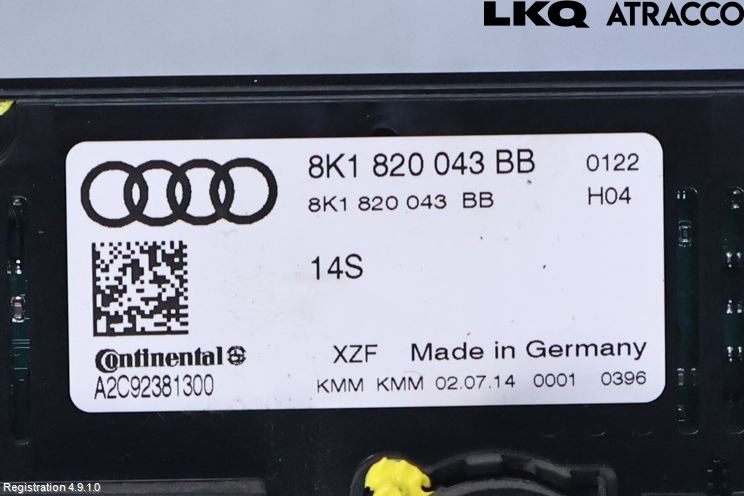 LKQ ATRACCO
8K1 820 043 BB 0122
8K1 820 043 BB H04
14S
Continental
XZF Made in Germany
A2C92381300
KMM KMM 02.07.14 0001 0396
Registration 4.9.1.0